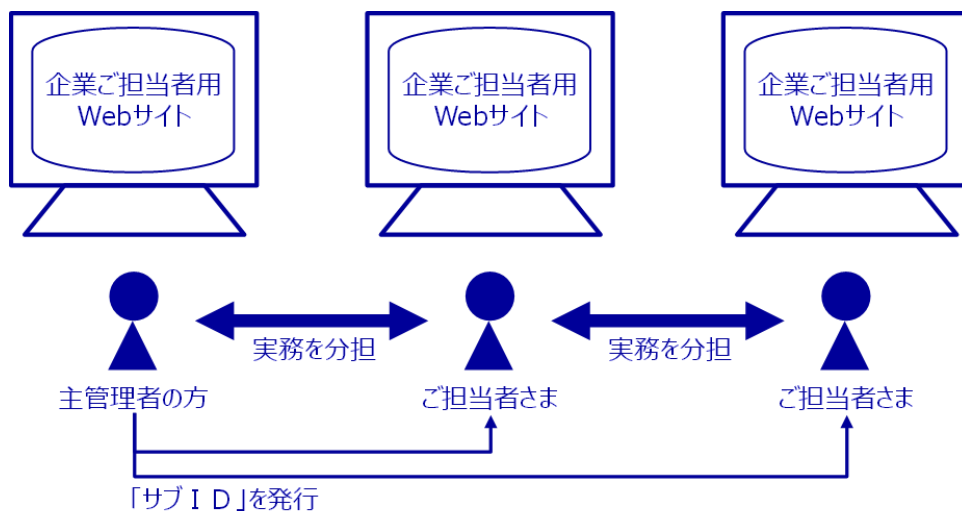 企業ご担当者用
Webサイト
企業ご担当者用
Webサイト
企業ご担当者用
Webサイト
実務を分担
実務を分担
主管理者の方
ご担当者さま
ご担当者さま
「サブＩＤ」を発行